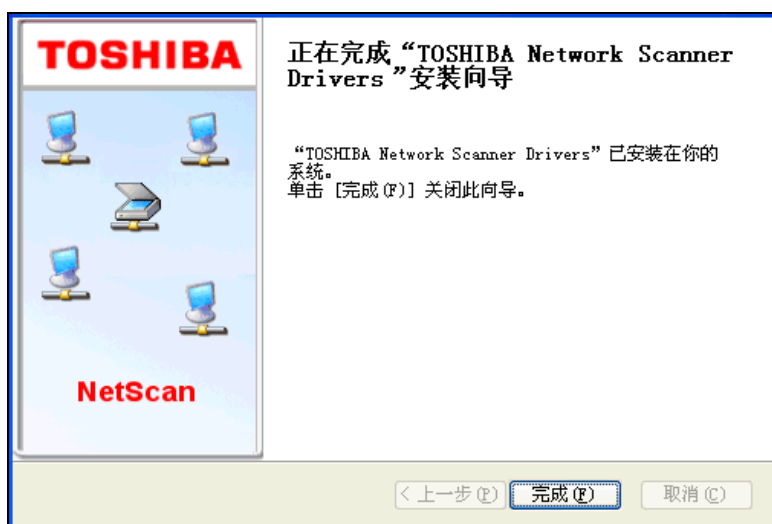 TOSHIBA
NetScan
正在完成“TOSHIBA Network Scanner
Drivers”安装向导
“TOSHIBA Network Scanner Drivers”已安装在你的
系统。
单击 [完成(F)] 关闭此向导。
< 上一步(P) 完成(F) 取消(C)